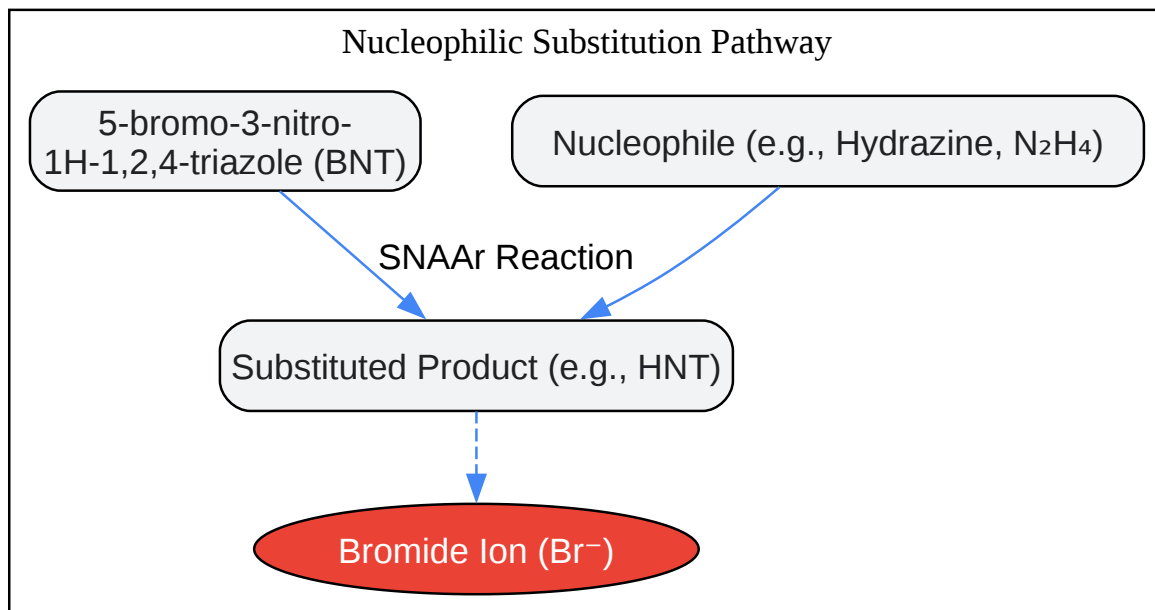 Nucleophilic Substitution Pathway
5-bromo-3-nitro-
1H-1,2,4-triazole (BNT)
Nucleophile (e.g., Hydrazine, N₂H₄)
SNAAr Reaction
Substituted Product (e.g., HNT)
Bromide Ion (Br⁻)